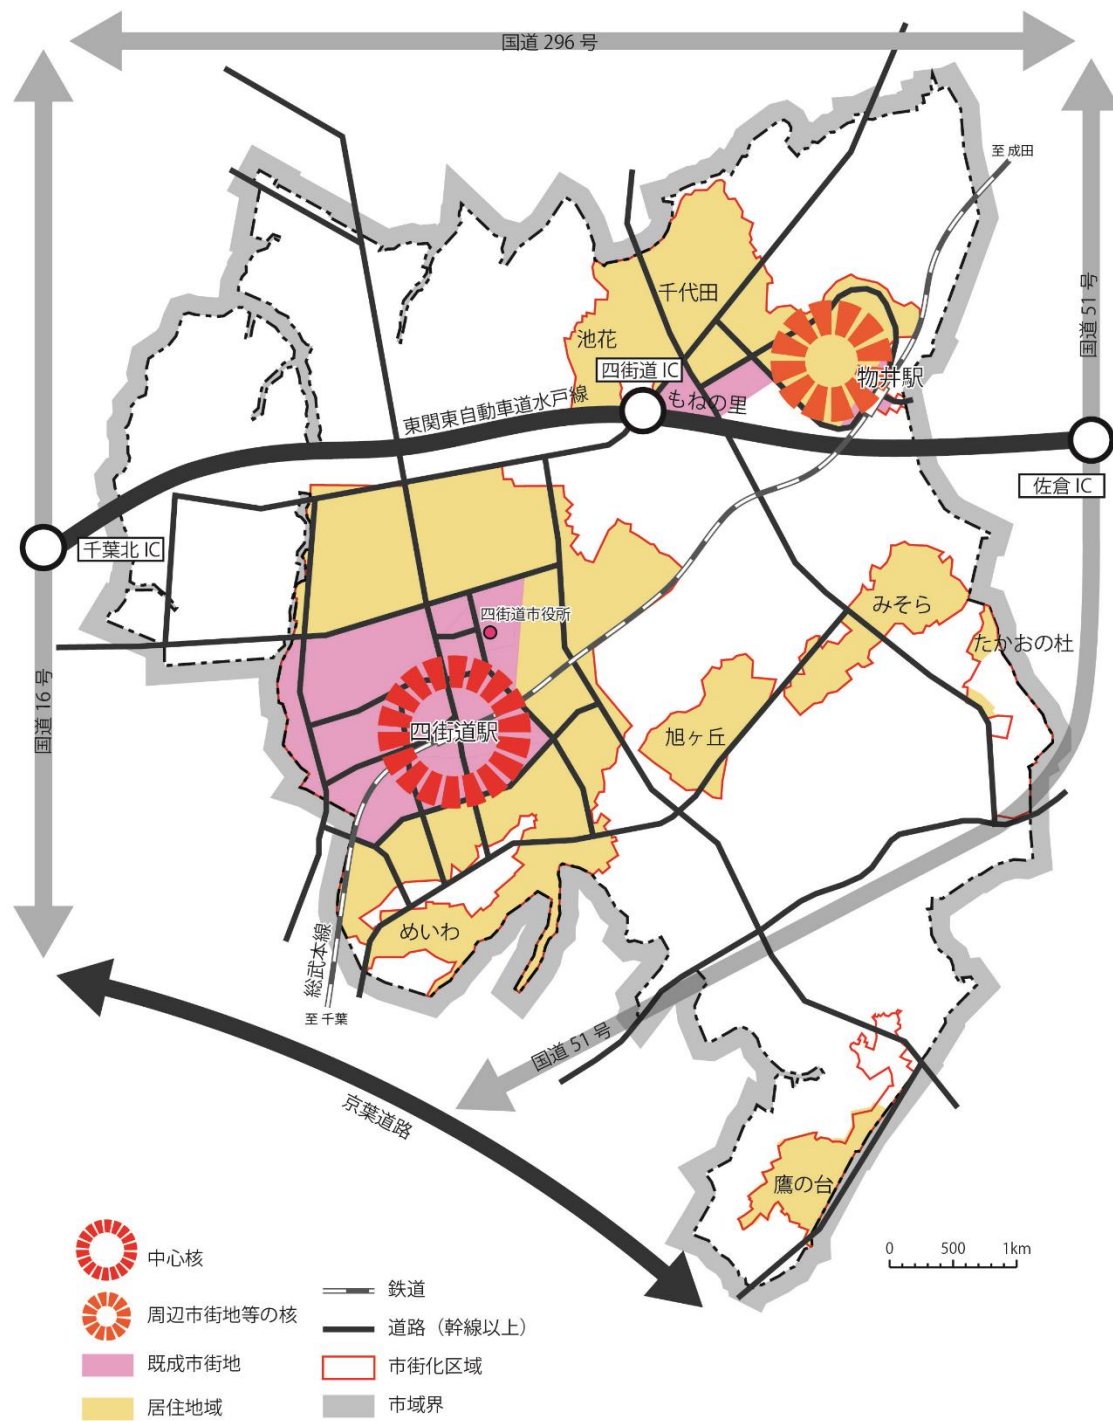 国道 296 号
至 成田
国道 51 号
千代田
池花
四街道 IC
物井駅
もねの里
東関東自動車道水戸線
佐倉 IC
千葉北 IC
四街道市役所
みそら
たかおの杜
国道 16 号
四街道駅
旭ヶ丘
めいわ
総武本線
至 千葉
国道 51 号
京葉道路
鷹の台
0 500 1km
中心核
周辺市街地等の核
既成市街地
居住地域
鉄道
道路（幹線以上）
市街化区域
市域界